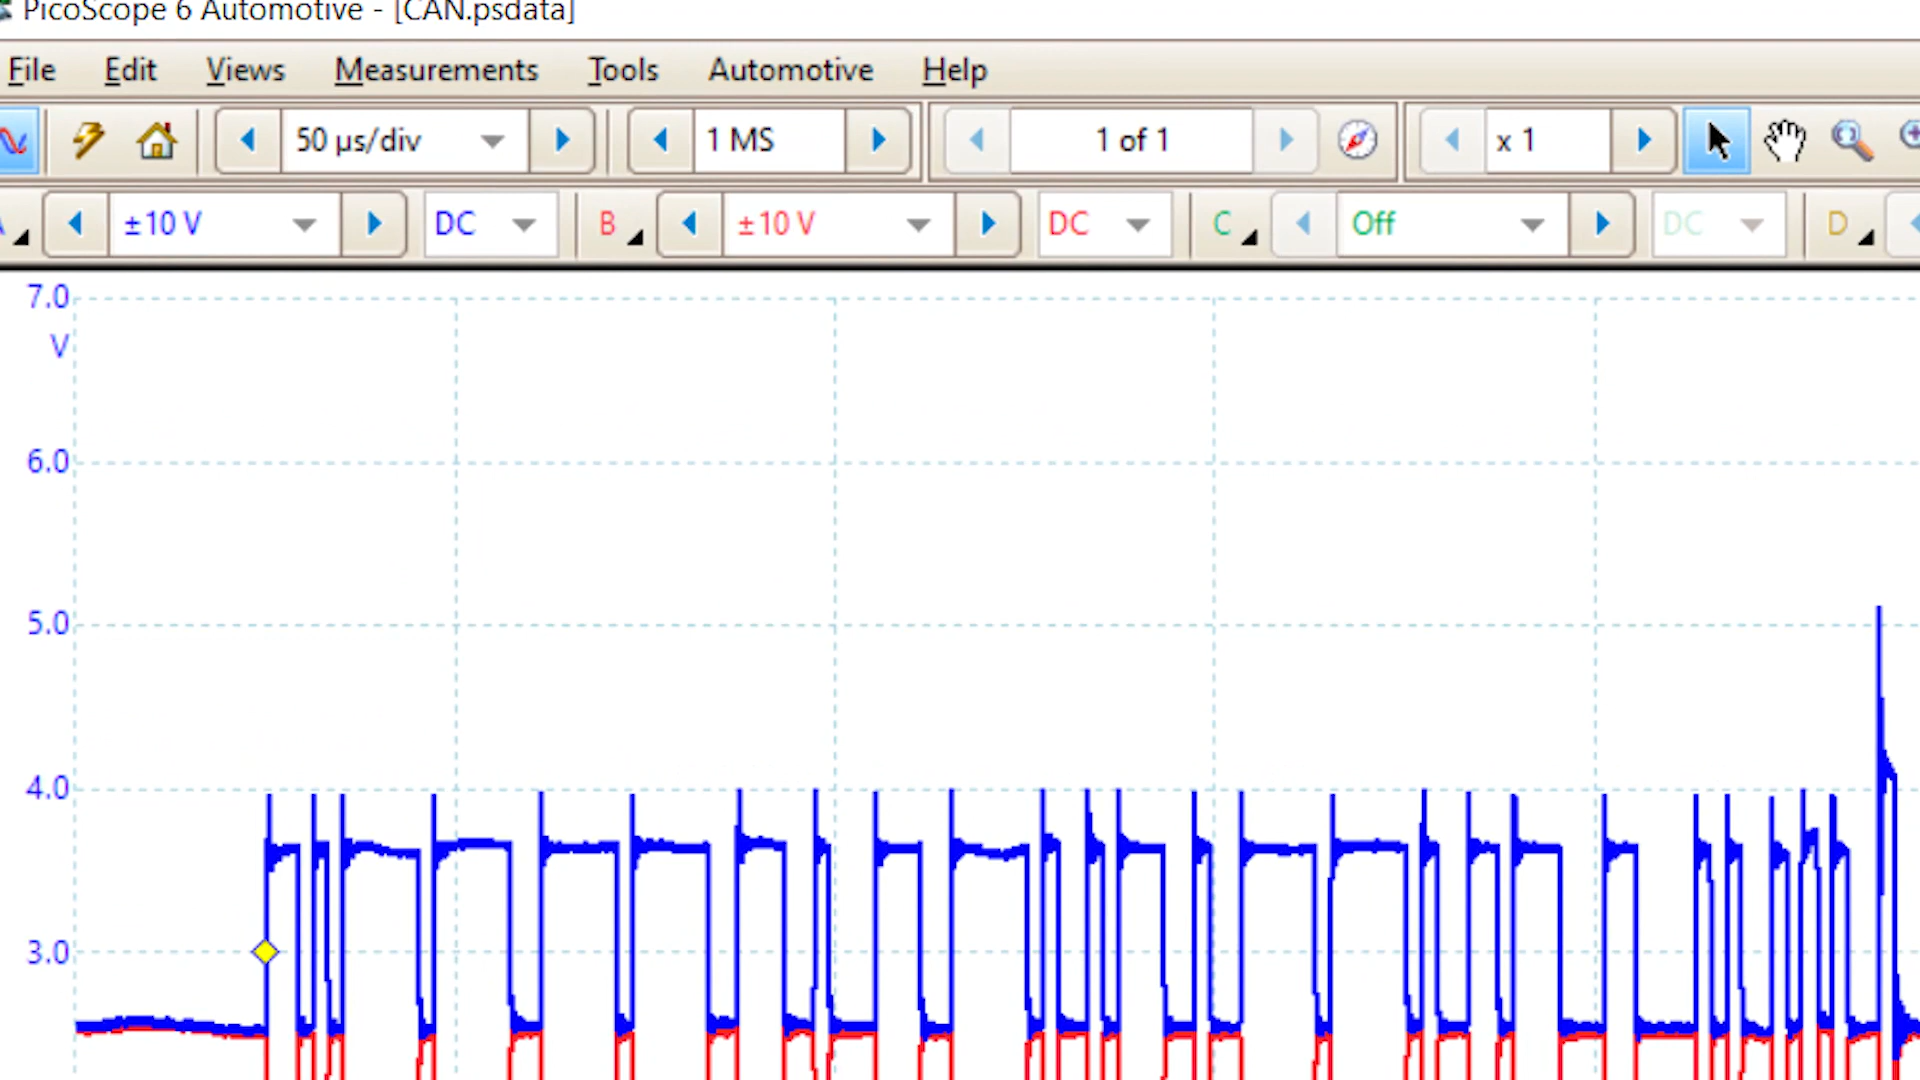 PicoScope 6 Automotive - [CAN.psdata]
File Edit Views Measurements Tools Automotive Help
50 µs/div 1 MS 1 of 1 x 1
±10 V DC B ±10 V DC C Off DC D
7.0
V
6.0
5.0
4.0
3.0